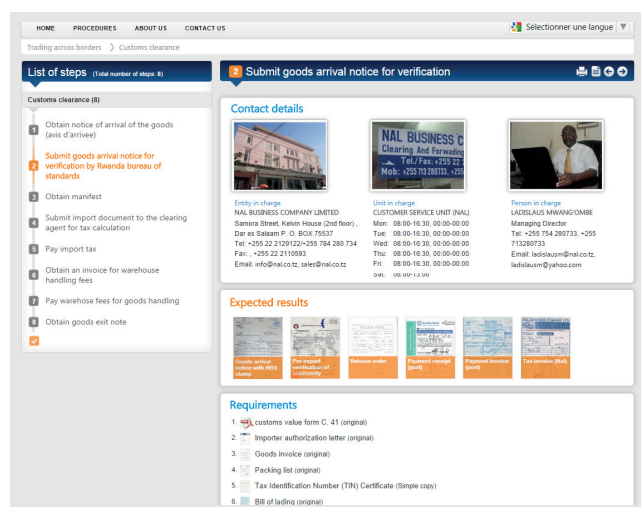 HOME PROCEDURES ABOUT US CONTACT US
Sélectionner une langue
Trading across borders Customs clearance
List of steps (Total number of steps: 8)
Customs clearance (8)
1 Obtain notice of arrival of the goods
(avis d'arrivee)
2 Submit goods arrival notice for
verification by Rwanda bureau of
standards
3 Obtain manifest
4 Submit import document to the clearing
agent for tax calculation
5 Pay import tax
6 Obtain an invoice for warehouse
handling fees
7 Pay warehose fees for goods handling
8 Obtain goods exit note
2 Submit goods arrival notice for verification
Contact details
NAL BUSINESS C
Clearing And Forwading
Tel./Fax: +255 22
Mob: +255 713 280733, +255
Entity in charge
NAL BUSINESS COMPANY LIMITED
Samora Street, Kelvin House (2nd floor) ,
Dar es Salaam P. O. BOX 75537
Tel: +255 22 2129122/+255 784 280 734
Fax: , +255 22 2110593
Email: info@nal.co.tz, sales@nal.co.tz
Unit in charge
CUSTOMER SERVICE UNIT (NAL)
Mon: 08:00-16:30, 00:00-00:00
Tue: 08:00-16:30, 00:00-00:00
Wed: 08:00-16:30, 00:00-00:00
Thu: 08:00-16:30, 00:00-00:00
Fri: 08:00-16:30, 00:00-00:00
Sat: 08:00-13:00
Person in charge
LADISLAUS MWANG'OMBE
Managing Director
Tel: +255 754 280733, +255
713280733
Email: ladislausm@nal.co.tz,
ladislausm@yahoo.com
Expected results
Goods arrival
notice with RBS
stamp
Pre-export
verification of
conformity
Release order
Payment receipt
(port)
Payment invoice
(port)
Tax invoice (Nal)
Requirements
1. customs value form C. 41 (original)
2. Importer authorization letter (original)
3. Goods invoice (original)
4. Packing list (original)
5. Tax Identification Number (TIN) Certificate (Simple copy)
6. Bill of lading (original)